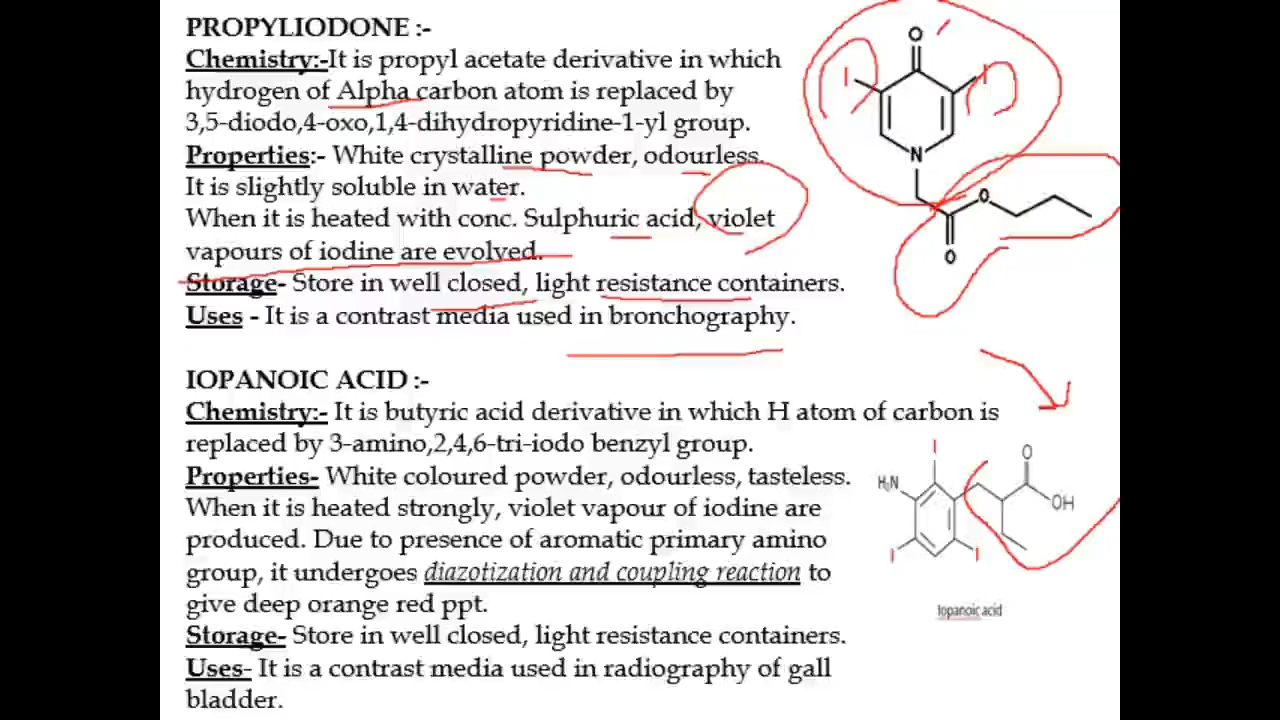 PROPYLIODONE :-
Chemistry:-It is propyl acetate derivative in which
hydrogen of Alpha carbon atom is replaced by
3,5-diodo,4-oxo,1,4-dihydropyridine-1-yl group.
Properties:- White crystalline powder, odourless.
It is slightly soluble in water.
When it is heated with conc. Sulphuric acid, violet
vapours of iodine are evolved.
Storage- Store in well closed, light resistance containers.
Uses - It is a contrast media used in bronchography.
O
I I
N
O
O
IOPANOIC ACID :-
Chemistry:- It is butyric acid derivative in which H atom of carbon is
replaced by 3-amino,2,4,6-tri-iodo benzyl group.
Properties- White coloured powder, odourless, tasteless.
When it is heated strongly, violet vapour of iodine are
produced. Due to presence of aromatic primary amino
group, it undergoes diazotization and coupling reaction to
give deep orange red ppt.
Storage- Store in well closed, light resistance containers.
Uses- It is a contrast media used in radiography of gall
bladder.
I O
H₂N
OH
I I
Iopanoic acid